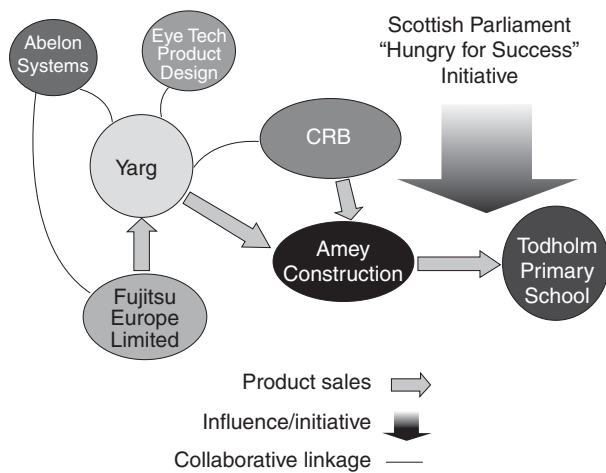 Abelon
Systems
Eye Tech
Product
Design
Scottish Parliament
“Hungry for Success”
Initiative
Yarg
CRB
Amey
Construction
Todholm
Primary
School
Fujitsu
Europe
Limited
Product sales
Influence/initiative
Collaborative linkage